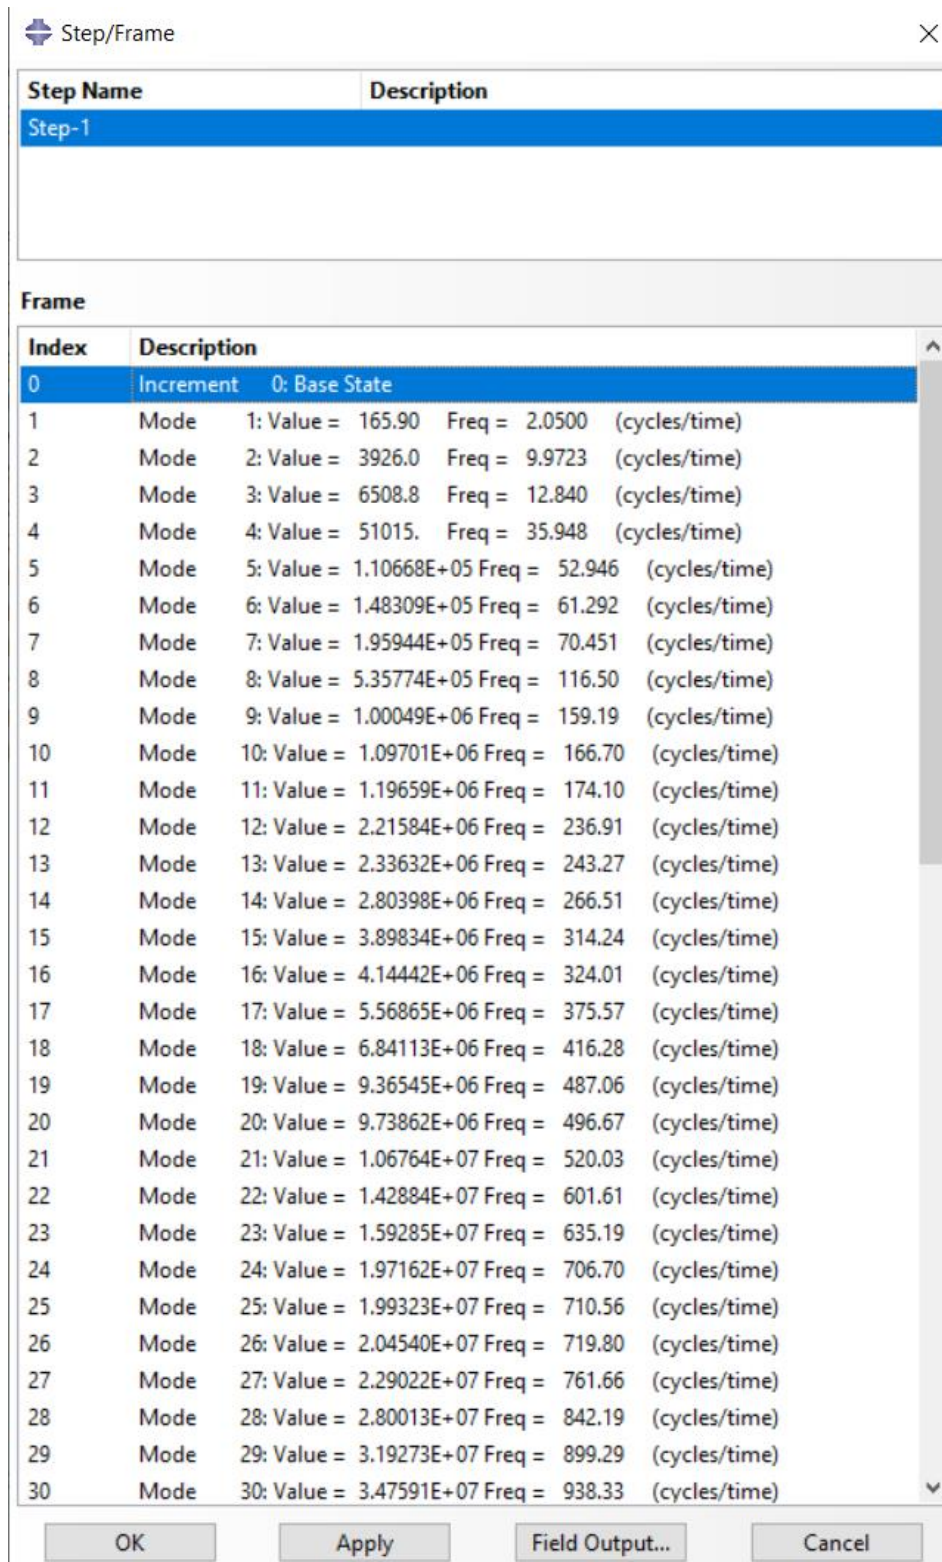 Step/Frame
Step Name Description
Step-1
Frame
Index Description
0 Increment 0: Base State
1 Mode 1: Value = 165.90 Freq = 2.0500 (cycles/time)
2 Mode 2: Value = 3926.0 Freq = 9.9723 (cycles/time)
3 Mode 3: Value = 6508.8 Freq = 12.840 (cycles/time)
4 Mode 4: Value = 51015. Freq = 35.948 (cycles/time)
5 Mode 5: Value = 1.10668E+05 Freq = 52.946 (cycles/time)
6 Mode 6: Value = 1.48309E+05 Freq = 61.292 (cycles/time)
7 Mode 7: Value = 1.95944E+05 Freq = 70.451 (cycles/time)
8 Mode 8: Value = 5.35774E+05 Freq = 116.50 (cycles/time)
9 Mode 9: Value = 1.00049E+06 Freq = 159.19 (cycles/time)
10 Mode 10: Value = 1.09701E+06 Freq = 166.70 (cycles/time)
11 Mode 11: Value = 1.19659E+06 Freq = 174.10 (cycles/time)
12 Mode 12: Value = 2.21584E+06 Freq = 236.91 (cycles/time)
13 Mode 13: Value = 2.33632E+06 Freq = 243.27 (cycles/time)
14 Mode 14: Value = 2.80398E+06 Freq = 266.51 (cycles/time)
15 Mode 15: Value = 3.89834E+06 Freq = 314.24 (cycles/time)
16 Mode 16: Value = 4.14442E+06 Freq = 324.01 (cycles/time)
17 Mode 17: Value = 5.56865E+06 Freq = 375.57 (cycles/time)
18 Mode 18: Value = 6.84113E+06 Freq = 416.28 (cycles/time)
19 Mode 19: Value = 9.36545E+06 Freq = 487.06 (cycles/time)
20 Mode 20: Value = 9.73862E+06 Freq = 496.67 (cycles/time)
21 Mode 21: Value = 1.06764E+07 Freq = 520.03 (cycles/time)
22 Mode 22: Value = 1.42884E+07 Freq = 601.61 (cycles/time)
23 Mode 23: Value = 1.59285E+07 Freq = 635.19 (cycles/time)
24 Mode 24: Value = 1.97162E+07 Freq = 706.70 (cycles/time)
25 Mode 25: Value = 1.99323E+07 Freq = 710.56 (cycles/time)
26 Mode 26: Value = 2.04540E+07 Freq = 719.80 (cycles/time)
27 Mode 27: Value = 2.29022E+07 Freq = 761.66 (cycles/time)
28 Mode 28: Value = 2.80013E+07 Freq = 842.19 (cycles/time)
29 Mode 29: Value = 3.19273E+07 Freq = 899.29 (cycles/time)
30 Mode 30: Value = 3.47591E+07 Freq = 938.33 (cycles/time)
OK Apply Field Output... Cancel